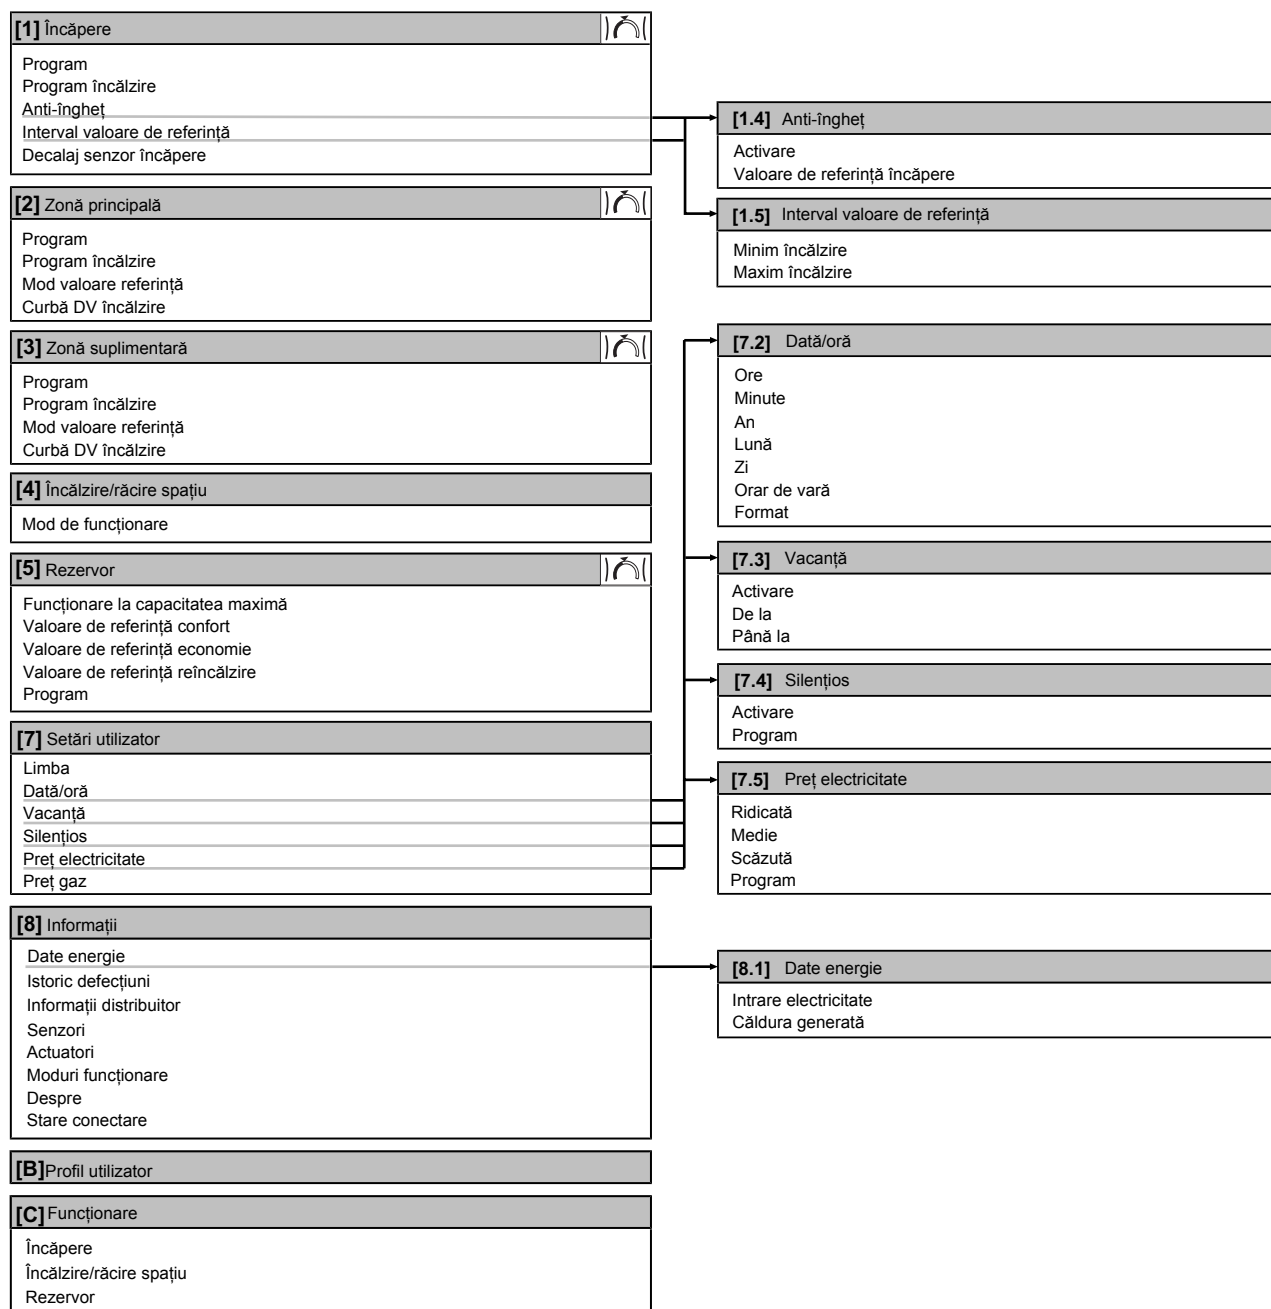 [1] Încăpere
Program
Program încălzire
Anti-îngheț
Interval valoare de referință
Decalaj senzor încăpere
[2] Zonă principală
Program
Program încălzire
Mod valoare referință
Curbă DV încălzire
[3] Zonă suplimentară
Program
Program încălzire
Mod valoare referință
Curbă DV încălzire
[4] Încălzire/răcire spațiu
Mod de funcționare
[5] Rezervor
Funcționare la capacitatea maximă
Valoare de referință confort
Valoare de referință economie
Valoare de referință reîncălzire
Program
[7] Setări utilizator
Limba
Dată/oră
Vacanță
Silențios
Preț electricitate
Preț gaz
[8] Informații
Date energie
Istoric defecțiuni
Informații distribuitor
Senzori
Actuatori
Moduri funcționare
Despre
Stare conectare
[B] Profil utilizator
[C] Funcționare
Încăpere
Încălzire/răcire spațiu
Rezervor
[1.4] Anti-îngheț
Activare
Valoare de referință încăpere
[1.5] Interval valoare de referință
Minim încălzire
Maxim încălzire
[7.2] Dată/oră
Ore
Minute
An
Lună
Zi
Orar de vară
Format
[7.3] Vacanță
Activare
De la
Până la
[7.4] Silențios
Activare
Program
[7.5] Preț electricitate
Ridicată
Medie
Scăzută
Program
[8.1] Date energie
Intrare electricitate
Căldura generată